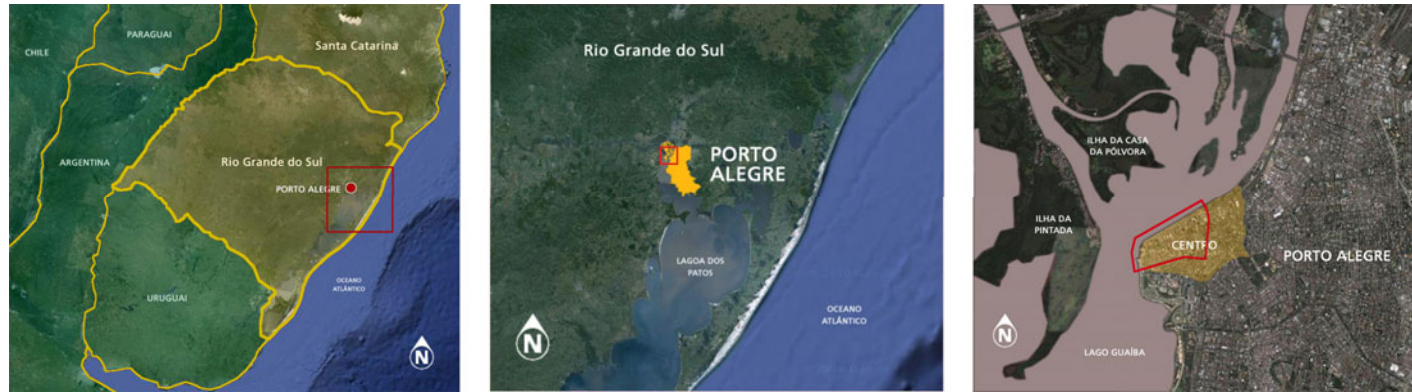 PARAGUAI
CHILE
Santa Catarina
ARGENTINA
Rio Grande do Sul
PORTO ALEGRE
OCEANO
ATLÂNTICO
URUGUAI
N
Rio Grande do Sul
PORTO
ALEGRE
LAGOA DOS
PATOS
OCEANO
ATLÂNTICO
N
ILHA DA CASA
DA PÓLVORA
ILHA DA
PINTADA
CENTRO
PORTO ALEGRE
N
LAGO GUAÍBA